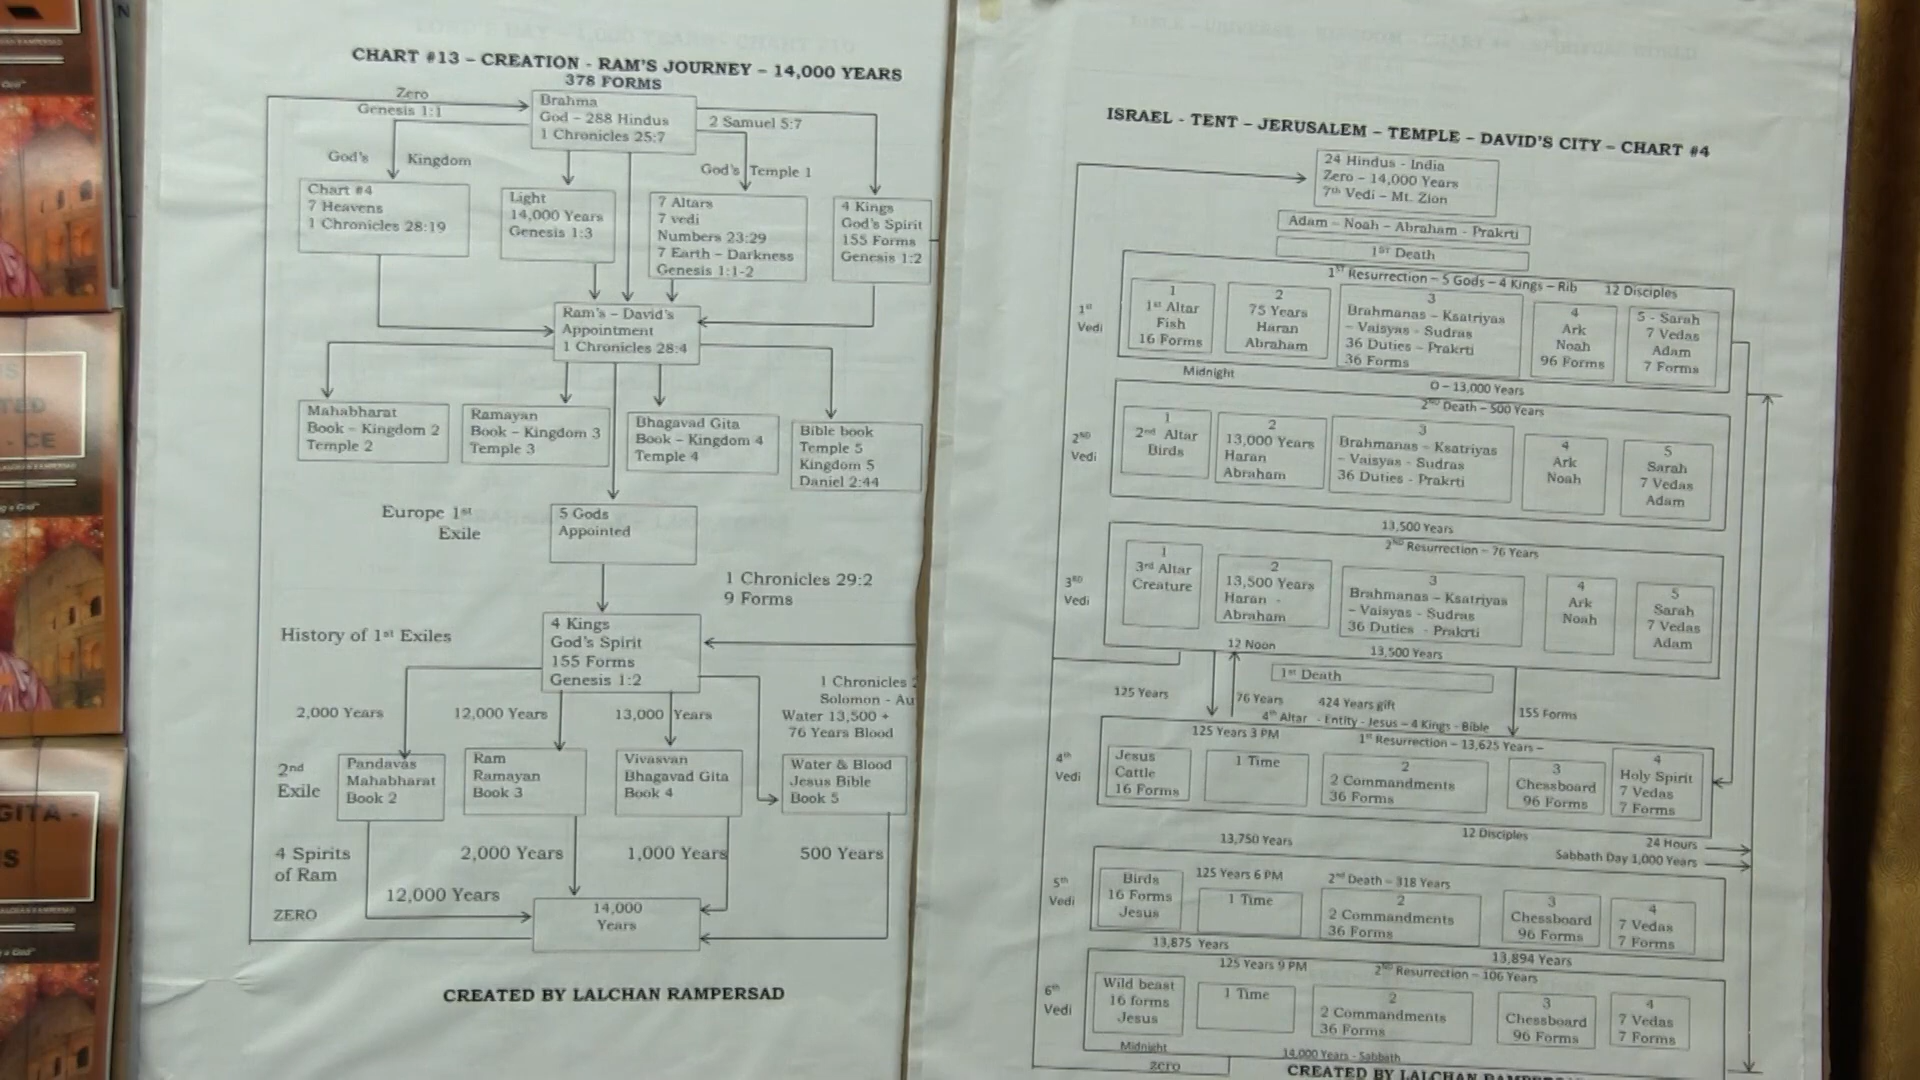 CHART #13 – CREATION - RAM'S JOURNEY – 14,000 YEARS
378 FORMS
Zero
Genesis 1:1
Brahma
God – 288 Hindus
1 Chronicles 25:7
2 Samuel 5:7
God's Kingdom
God's Temple 1
Chart #4
7 Heavens
1 Chronicles 28:19
Light
14,000 Years
Genesis 1:3
7 Altars
7 vedi
Numbers 23:29
7 Earth – Darkness
Genesis 1:1-2
4 Kings
God's Spirit
155 Forms
Genesis 1:2
Ram's – David's
Appointment
1 Chronicles 28:4
Mahabharat
Book – Kingdom 2
Temple 2
Ramayan
Book – Kingdom 3
Temple 3
Bhagavad Gita
Book – Kingdom 4
Temple 4
Bible book
Temple 5
Kingdom 5
Daniel 2:44
Europe 1st
Exile
5 Gods
Appointed
1 Chronicles 29:2
9 Forms
History of 1st Exiles
4 Kings
God's Spirit
155 Forms
Genesis 1:2
1 Chronicles
Solomon - Au
Water 13,500 +
76 Years Blood
2,000 Years
12,000 Years
13,000 Years
2nd
Exile
Pandavas
Mahabharat
Book 2
Ram
Ramayan
Book 3
Vivasvan
Bhagavad Gita
Book 4
Water & Blood
Jesus Bible
Book 5
4 Spirits
of Ram
2,000 Years
1,000 Years
500 Years
12,000 Years
ZERO
14,000
Years
CREATED BY LALCHAN RAMPERSAD
ISRAEL - TENT – JERUSALEM – TEMPLE – DAVID'S CITY – CHART #4
24 Hindus - India
Zero – 14,000 Years
7th Vedi – Mt. Zion
Adam – Noah – Abraham - Prakrti
1ST Death
1ST Resurrection – 5 Gods – 4 Kings – Rib 12 Disciples
1st
Vedi
1
1st Altar
Fish
16 Forms
2
75 Years
Haran
Abraham
3
Brahmanas – Ksatriyas
– Vaisyas - Sudras
36 Duties – Prakrti
36 Forms
4
Ark
Noah
96 Forms
5 - Sarah
7 Vedas
Adam
7 Forms
Midnight
O – 13,000 Years
2ND Death – 500 Years
2ND
Vedi
1
2nd Altar
Birds
2
13,000 Years
Haran
Abraham
3
Brahmanas – Ksatriyas
– Vaisyas - Sudras
36 Duties - Prakrti
4
Ark
Noah
5
Sarah
7 Vedas
Adam
13,500 Years
2ND Resurrection – 76 Years
3RD
Vedi
1
3rd Altar
Creature
2
13,500 Years
Haran -
Abraham
3
Brahmanas – Ksatriyas
– Vaisyas - Sudras
36 Duties - Prakrti
4
Ark
Noah
5
Sarah
7 Vedas
Adam
12 Noon
13,500 Years
1st Death
125 Years
76 Years
424 Years gift
155 Forms
4th Altar - Entity - Jesus – 4 Kings - Bible
125 Years 3 PM
1st Resurrection – 13,625 Years –
4th
Vedi
Jesus
Cattle
16 Forms
1 Time
2
2 Commandments
36 Forms
3
Chessboard
96 Forms
4
Holy Spirit
7 Vedas
7 Forms
13,750 Years
12 Disciples
24 Hours
Sabbath Day 1,000 Years
125 Years 6 PM
2nd Death – 318 Years
5th
Vedi
Birds
16 Forms
Jesus
1 Time
2
2 Commandments
36 Forms
3
Chessboard
96 Forms
4
7 Vedas
7 Forms
13,875 Years
13,894 Years
125 Years 9 PM
2ND Resurrection – 106 Years
6th
Vedi
Wild beast
16 forms
Jesus
1 Time
2
2 Commandments
36 Forms
3
Chessboard
96 Forms
4
7 Vedas
7 Forms
Midnight
14,000 Years - Sabbath
zero
CREATED BY LALCHAN RAMPERSAD
TED
- CE
GITA -
S